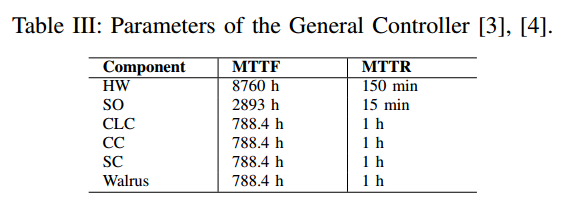 Table III: Parameters of the General Controller [3], [4].
Component MTTF MTTR
HW 8760 h 150 min
SO 2893 h 15 min
CLC 788.4 h 1 h
CC 788.4 h 1 h
SC 788.4 h 1 h
Walrus 788.4 h 1 h